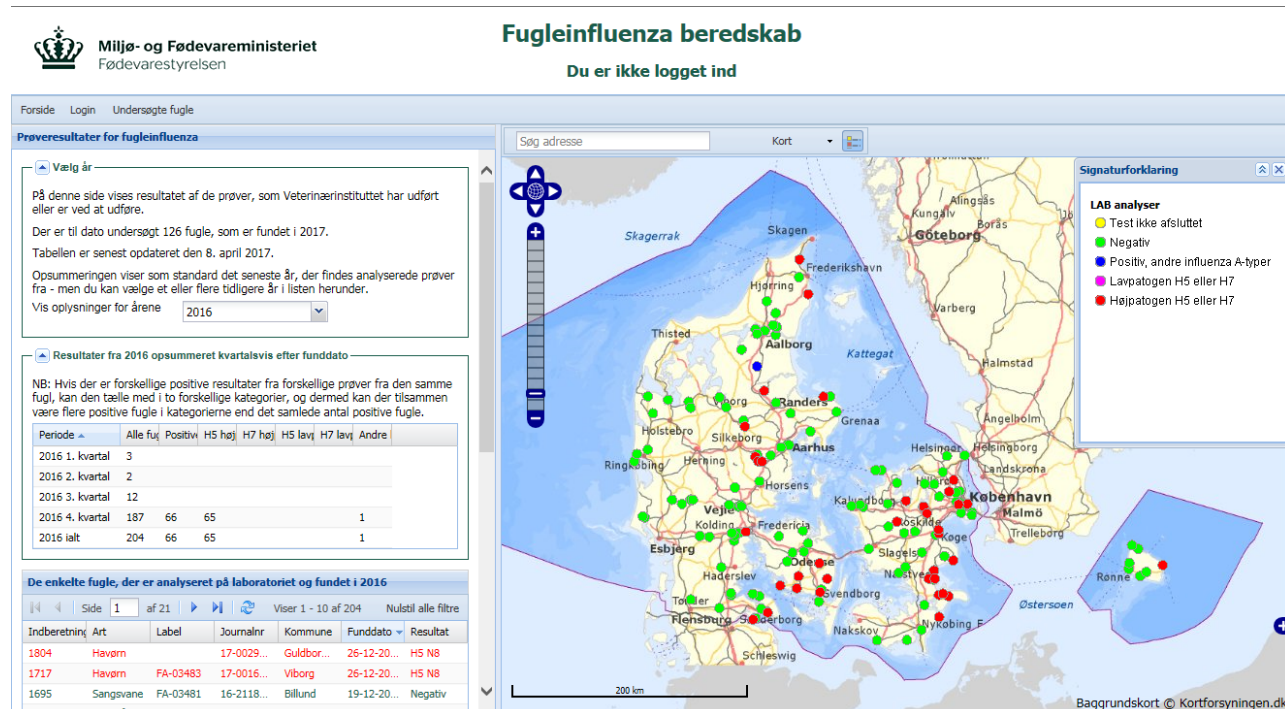 Miljø- og Fødevareministeriet
Fødevarestyrelsen
Fugleinfluenza beredskab
Du er ikke logget ind
Forside Login Undersøgte fugle
Prøveresultater for fugleinfluenza
Vælg år
På denne side vises resultatet af de prøver, som Veterinærinstituttet har udført
eller er ved at udføre.
Der er til dato undersøgt 126 fugle, som er fundet i 2017.
Tabellen er senest opdateret den 8. april 2017.
Opsummeringen viser som standard det seneste år, der findes analyserede prøver
fra - men du kan vælge et eller flere tidligere år i listen herunder.
Vis oplysninger for årene 2016
Resultater fra 2016 opsummeret kvartalsvis efter funddato
NB: Hvis der er forskellige positive resultater fra forskellige prøver fra den samme
fugl, kan den tælle med i to forskellige kategorier, og dermed kan der tilsammen
være flere positive fugle i kategorierne end det samlede antal positive fugle.
Periode Alle fug Positive H5 høj H7 høj H5 lavp H7 lavp Andre
2016 1. kvartal 3
2016 2. kvartal 2
2016 3. kvartal 12
2016 4. kvartal 187 66 65 1
2016 ialt 204 66 65 1
De enkelte fugle, der er analyseret på laboratoriet og fundet i 2016
Side 1 af 21 Viser 1 - 10 af 204 Nulstil alle filtre
Indberetning Art Label Journalnr Kommune Funddato Resultat
1804 Havørn 17-0029... Guldbor... 26-12-20... H5 N8
1717 Havørn FA-03483 17-0016... Viborg 26-12-20... H5 N8
1695 Sangsvane FA-03481 16-2118... Billund 19-12-20... Negativ
Søg adresse Kort
Signaturforklaring
LAB analyser
Test ikke afsluttet
Negativ
Positiv, andre influenza A-typer
Lavpatogen H5 eller H7
Højpatogen H5 eller H7
Alingsås
Kungälv
Borås
Göteborg
Skagerrak
Skagen
Frederikshavn
Hjørring
Varberg
Thisted
Aalborg
Kattegat
Halmstad
Viborg
Randers
Grenaa
Ängelholm
Holstebro
Silkeborg
Aarhus
Helsingør
Helsingborg
Ringkøbing
Herning
Landskrona
Horsens
Kalundborg
København
Vejle
Malmö
Kolding
Fredericia
Roskilde
Trelleborg
Køge
Esbjerg
Odense
Slagelse
Haderslev
Næstved
Rønne
Svendborg
Tønder
Østersøen
Flensburg
Sønderborg
Nakskov
Nykøbing F
Schleswig
200 km
Baggrundskort © Kortforsyningen.dk